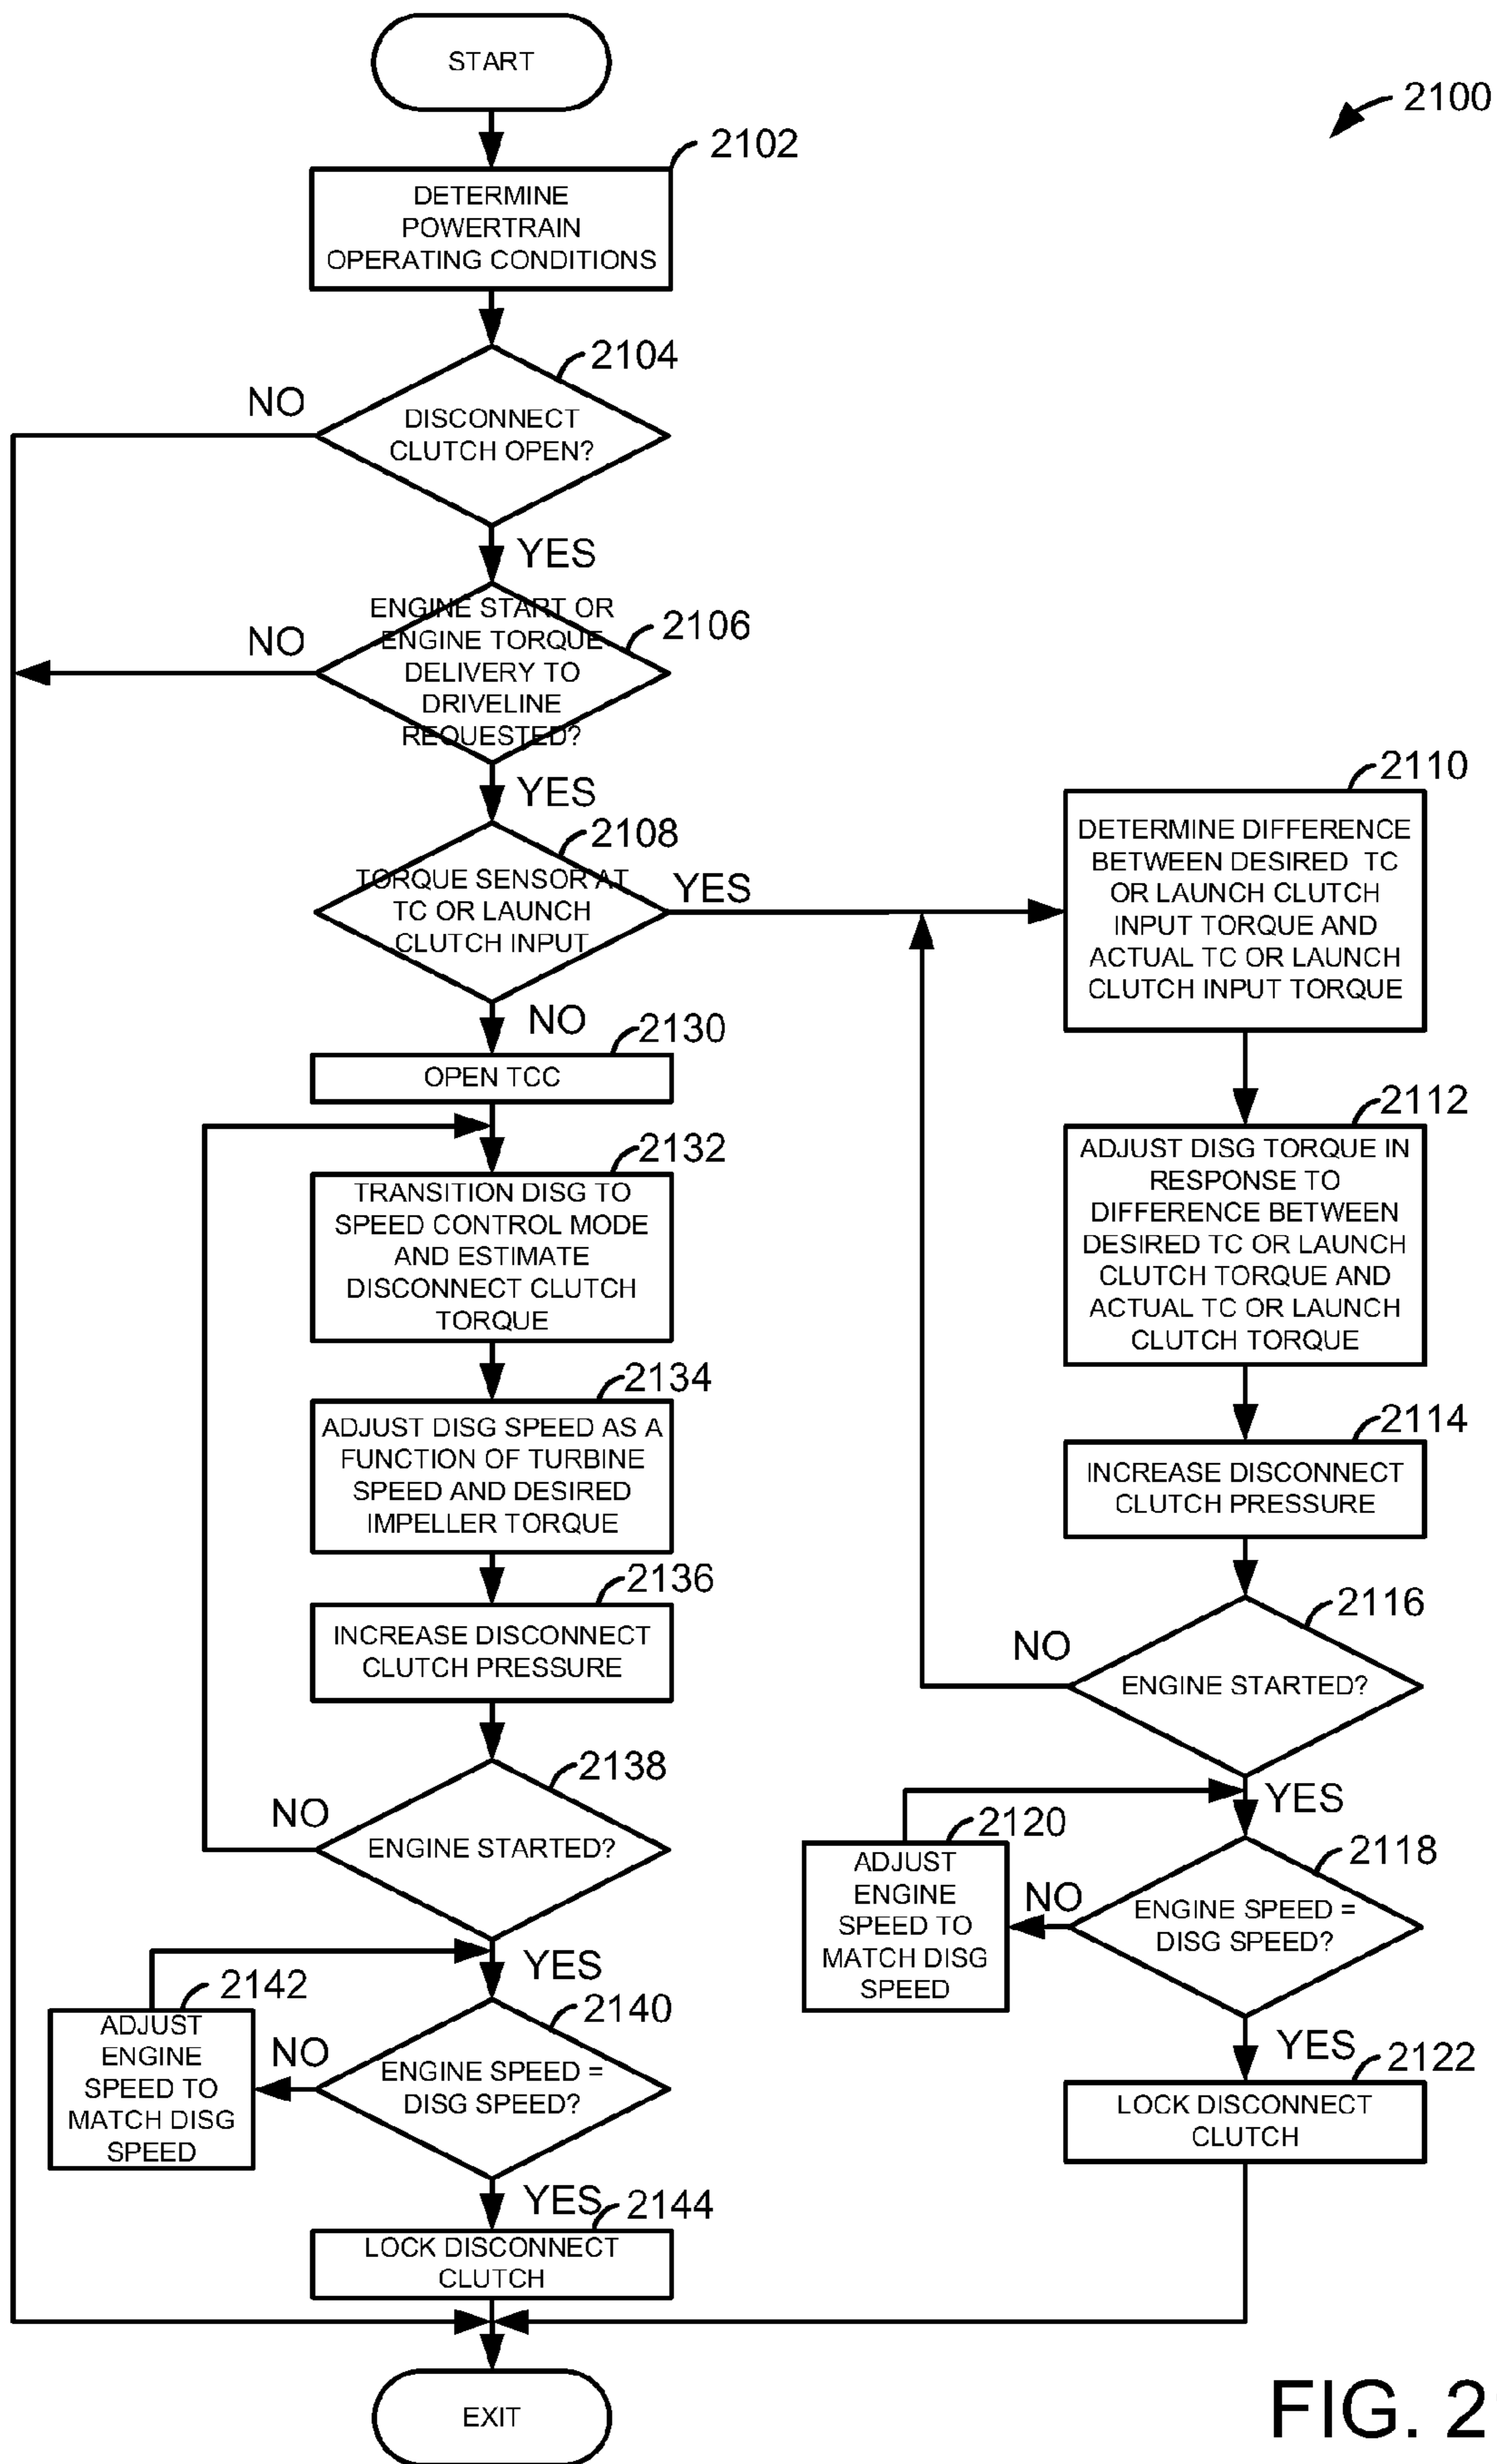 START
2100
2102
DETERMINE
POWERTRAIN
OPERATING CONDITIONS
2104
NO
DISCONNECT
CLUTCH OPEN?
YES
2106
NO
ENGINE START OR
ENGINE TORQUE
DELIVERY TO
DRIVELINE
REQUESTED?
YES
2108
TORQUE SENSOR AT
TC OR LAUNCH
CLUTCH INPUT
YES
NO
2130
OPEN TCC
2132
TRANSITION DISG TO
SPEED CONTROL MODE
AND ESTIMATE
DISCONNECT CLUTCH
TORQUE
2134
ADJUST DISG SPEED AS A
FUNCTION OF TURBINE
SPEED AND DESIRED
IMPELLER TORQUE
2136
INCREASE DISCONNECT
CLUTCH PRESSURE
2138
NO
ENGINE STARTED?
YES
2142
ADJUST
ENGINE
SPEED TO
MATCH DISG
SPEED
NO
2140
ENGINE SPEED =
DISG SPEED?
YES
2144
LOCK DISCONNECT
CLUTCH
2110
DETERMINE DIFFERENCE
BETWEEN DESIRED TC
OR LAUNCH CLUTCH
INPUT TORQUE AND
ACTUAL TC OR LAUNCH
CLUTCH INPUT TORQUE
2112
ADJUST DISG TORQUE IN
RESPONSE TO
DIFFERENCE BETWEEN
DESIRED TC OR LAUNCH
CLUTCH TORQUE AND
ACTUAL TC OR LAUNCH
CLUTCH TORQUE
2114
INCREASE DISCONNECT
CLUTCH PRESSURE
2116
NO
ENGINE STARTED?
YES
2120
ADJUST
ENGINE
SPEED TO
MATCH DISG
SPEED
NO
2118
ENGINE SPEED =
DISG SPEED?
YES
2122
LOCK DISCONNECT
CLUTCH
EXIT
FIG. 2